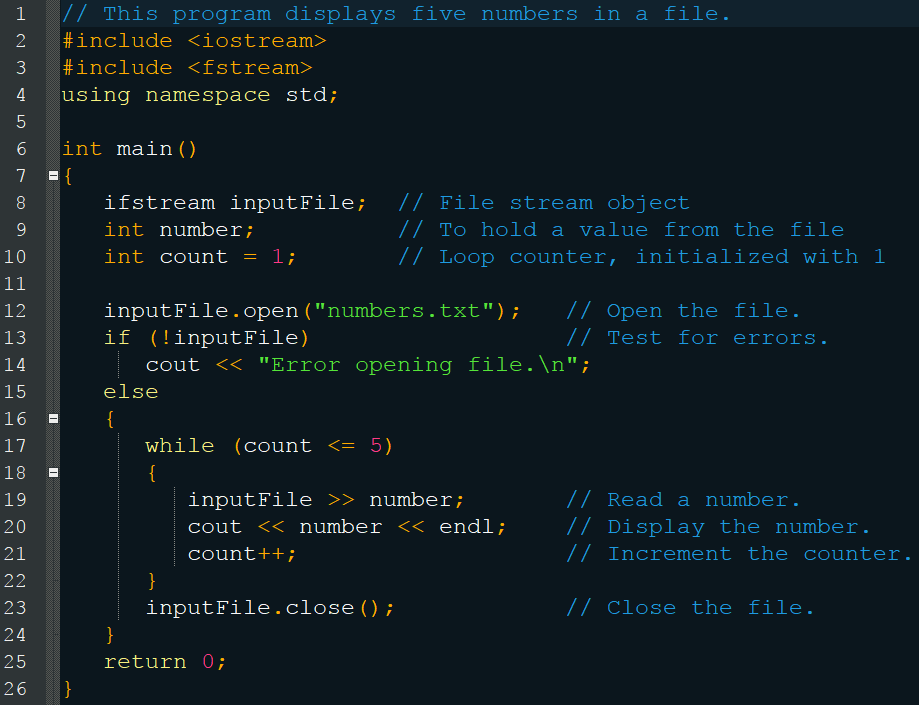 1 // This program displays five numbers in a file.
2 #include <iostream>
3 #include <fstream>
4 using namespace std;
5
6 int main()
7 {
8    ifstream inputFile;  // File stream object
9    int number;          // To hold a value from the file
10    int count = 1;       // Loop counter, initialized with 1
11
12    inputFile.open("numbers.txt");   // Open the file.
13    if (!inputFile)                  // Test for errors.
14       cout << "Error opening file.\n";
15    else
16    {
17       while (count <= 5)
18       {
19          inputFile >> number;       // Read a number.
20          cout << number << endl;    // Display the number.
21          count++;                   // Increment the counter.
22       }
23       inputFile.close();            // Close the file.
24    }
25    return 0;
26 }